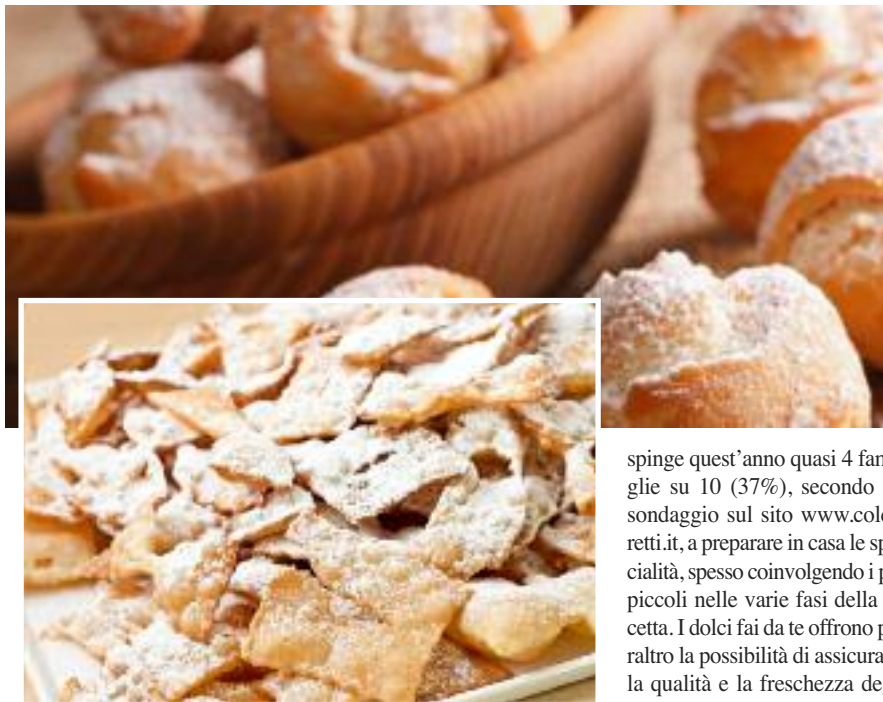 spinge quest'anno quasi 4 fam
glie su 10 (37%), secondo
sondaggio sul sito www.cold
retti.it, a preparare in casa le sp
cialità, spesso coinvolgendo i p
piccoli nelle varie fasi della
cetta. I dolci fai da te offrono p
raltro la possibilità di assicura
la qualità e la freschezza de